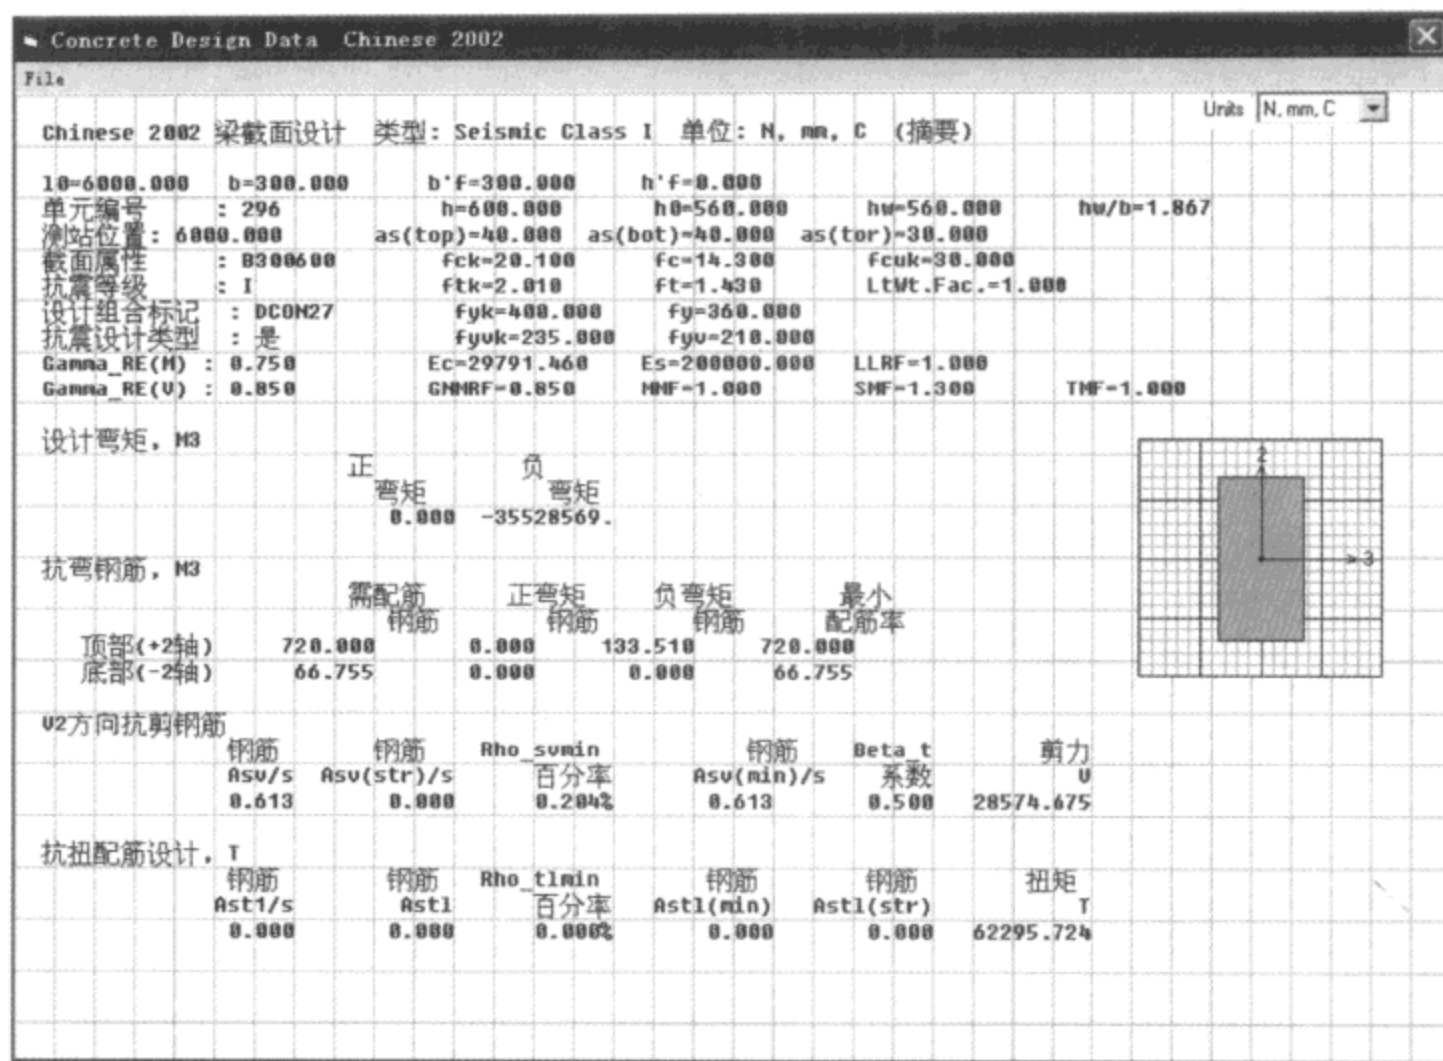 Concrete Design Data Chinese 2002
File
Units N, mm, C
Chinese 2002 梁截面设计 类型: Seismic Class I 单位: N, mm, C (摘要)
l0=6000.000 b=300.000 b'f=300.000 h'f=0.000
单元编号 : 296 h=600.000 h0=560.000 hw=560.000 hw/b=1.867
测站位置: 6000.000 as(top)=40.000 as(bot)=40.000 as(tor)=30.000
截面属性 : B300600 fck=20.100 fc=14.300 fcuk=30.000
抗震等级 : I ftk=2.010 ft=1.430 LtWt.Fac.=1.000
设计组合标记 : DCON27 fyk=400.000 fy=360.000
抗震设计类型 : 是 fyvk=235.000 fyv=210.000
Gamma_RE(M) : 0.750 Ec=29791.460 Es=200000.000 LLRF=1.000
Gamma_RE(V) : 0.850 GMMRF=0.850 MMF=1.000 SMF=1.300 TMF=1.000
设计弯矩, M3
正 负
弯矩 弯矩
0.000 -35528569.
2
3
抗弯钢筋, M3
需配筋 正弯矩 负弯矩 最小
钢筋 钢筋 钢筋 配筋率
顶部(+2轴) 720.000 0.000 133.510 720.000
底部(-2轴) 66.755 0.000 0.000 66.755
V2方向抗剪钢筋
钢筋 钢筋 Rho_svmin 钢筋 Beta_t 剪力
Asv/s Asv(str)/s 百分率 Asv(min)/s 系数 V
0.613 0.000 0.204% 0.613 0.500 28574.675
抗扭配筋设计, T
钢筋 钢筋 Rho_tlmin 钢筋 钢筋 扭矩
Ast1/s Astl 百分率 Astl(min) Astl(str) T
0.000 0.000 0.000% 0.000 0.000 62295.724